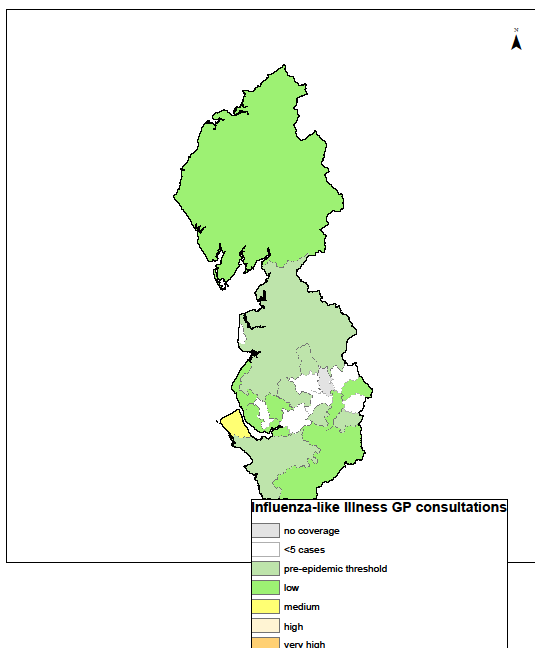 N
Influenza-like Illness GP consultations
no coverage
<5 cases
pre-epidemic threshold
low
medium
high
very high